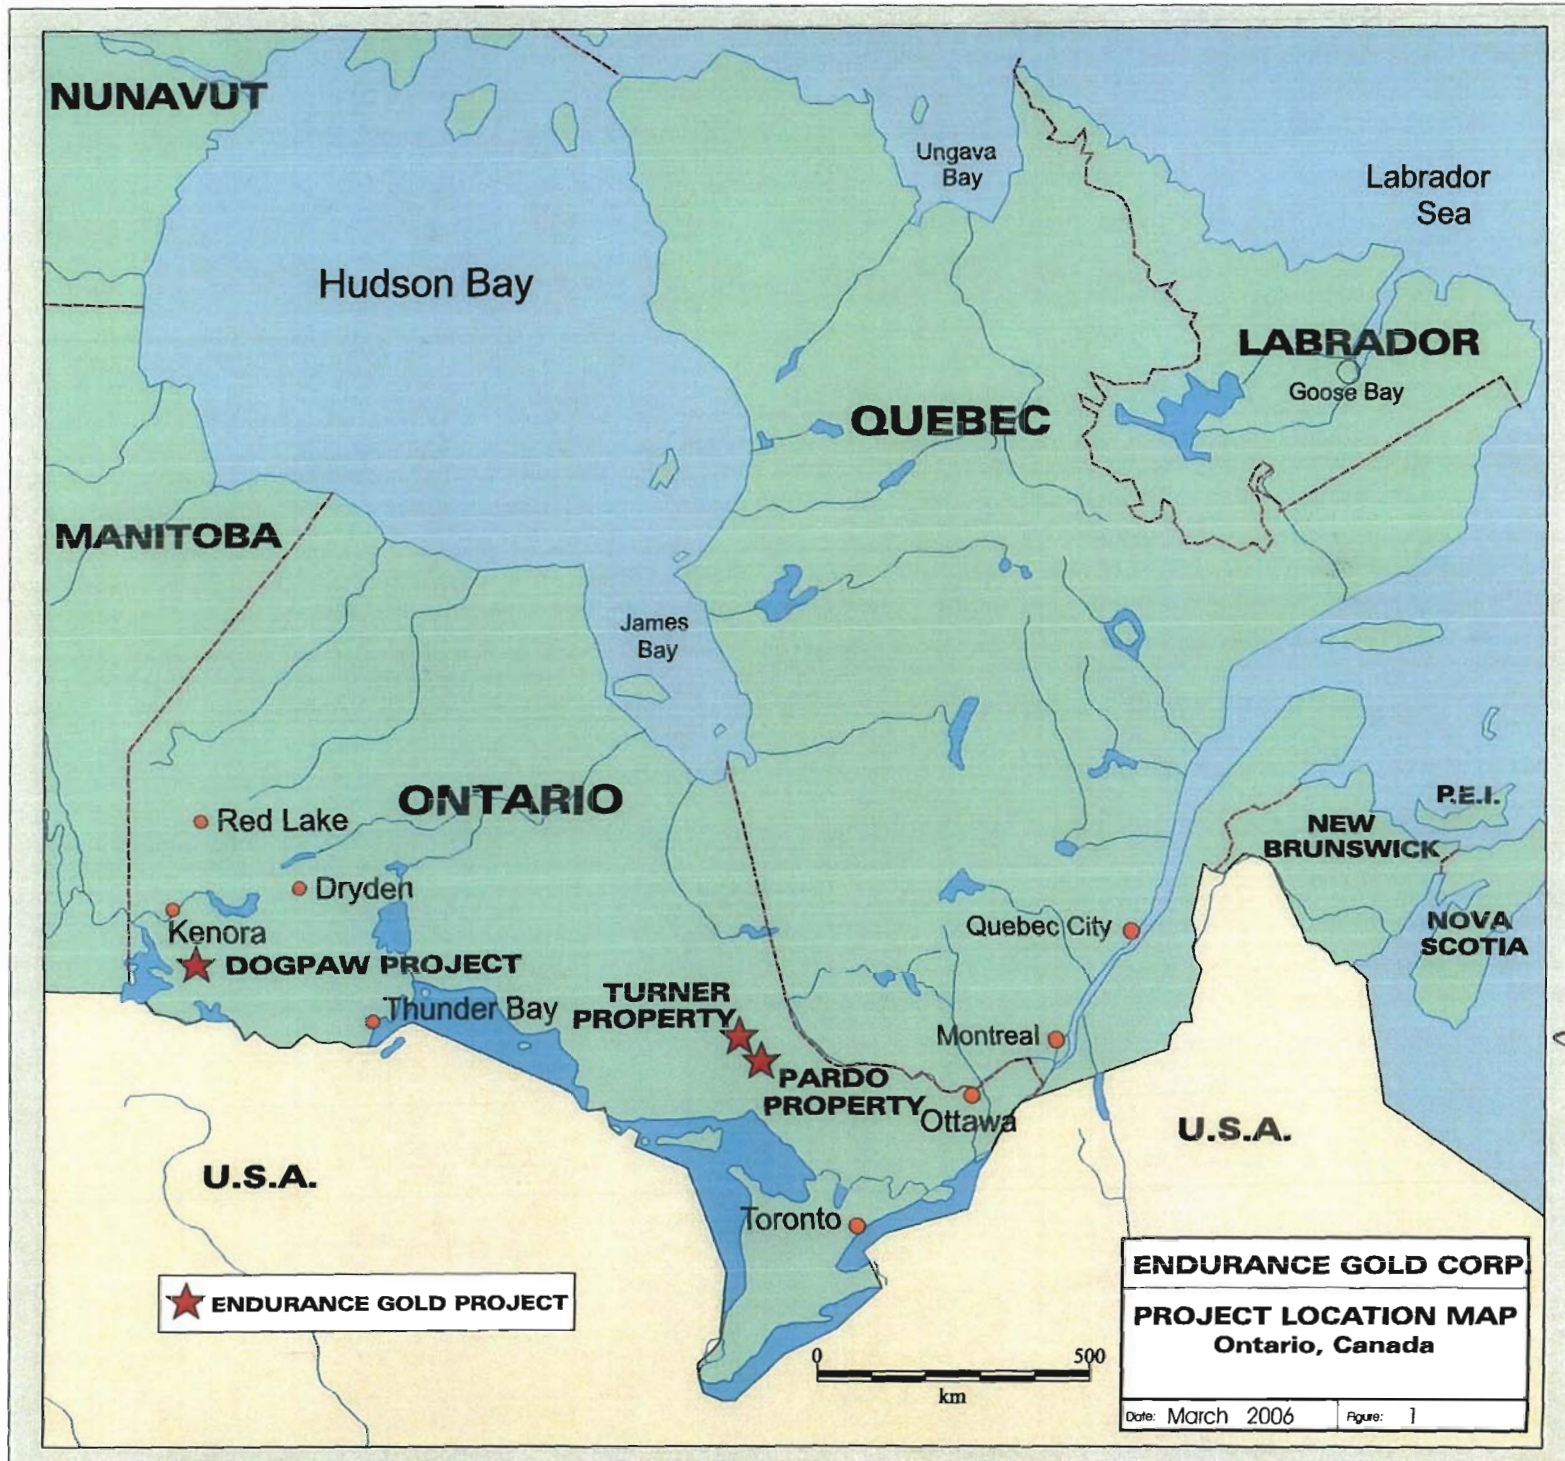 NUNAVUT
Ungava
Bay
Labrador
Sea
Hudson Bay
LABRADOR
Goose Bay
QUEBEC
MANITOBA
James
Bay
ONTARIO
P.E.I.
Red Lake
NEW
BRUNSWICK
Dryden
Kenora
Quebec City
NOVA
SCOTIA
DOGPAW PROJECT
TURNER
PROPERTY
Thunder Bay
Montreal
PARDO
PROPERTY
Ottawa
U.S.A.
U.S.A.
Toronto
ENDURANCE GOLD PROJECT
0 500
km
ENDURANCE GOLD CORP.
PROJECT LOCATION MAP
Ontario, Canada
Date: March 2006 Figure: 1